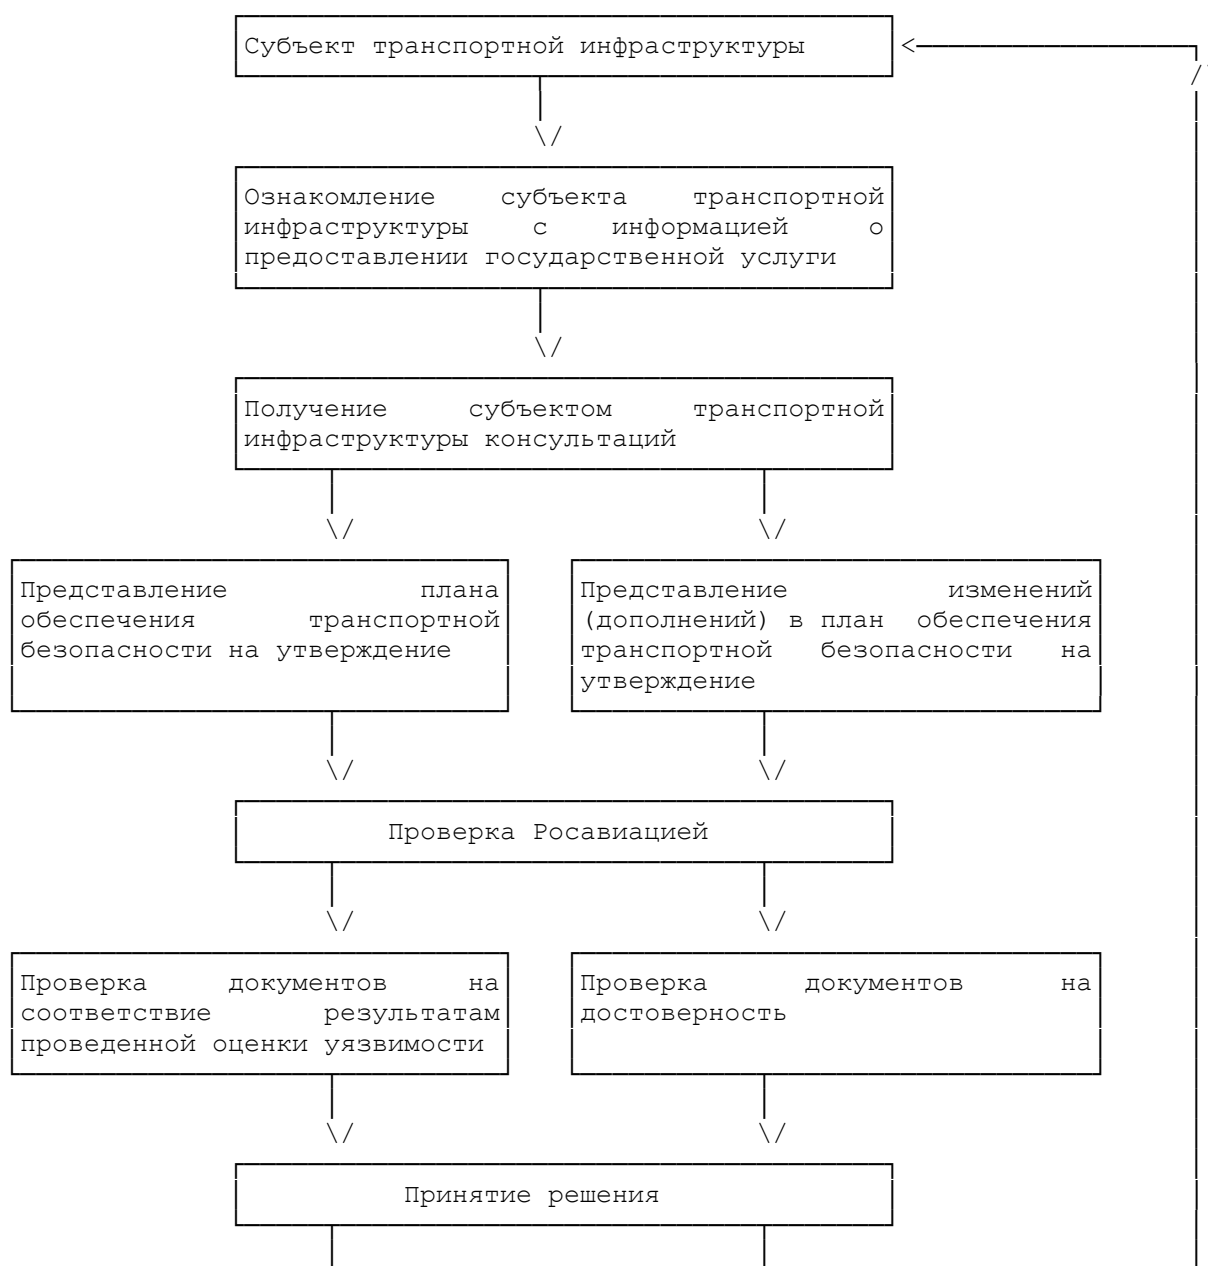 Субъект транспортной инфраструктуры
Ознакомление субъекта транспортной
инфраструктуры с информацией о
предоставлении государственной услуги
Получение субъектом транспортной
инфраструктуры консультаций
Представление плана
обеспечения транспортной
безопасности на утверждение
Представление изменений
(дополнений) в план обеспечения
транспортной безопасности на
утверждение
Проверка Росавиацией
Проверка документов на
соответствие результатам
проведенной оценки уязвимости
Проверка документов на
достоверность
Принятие решения